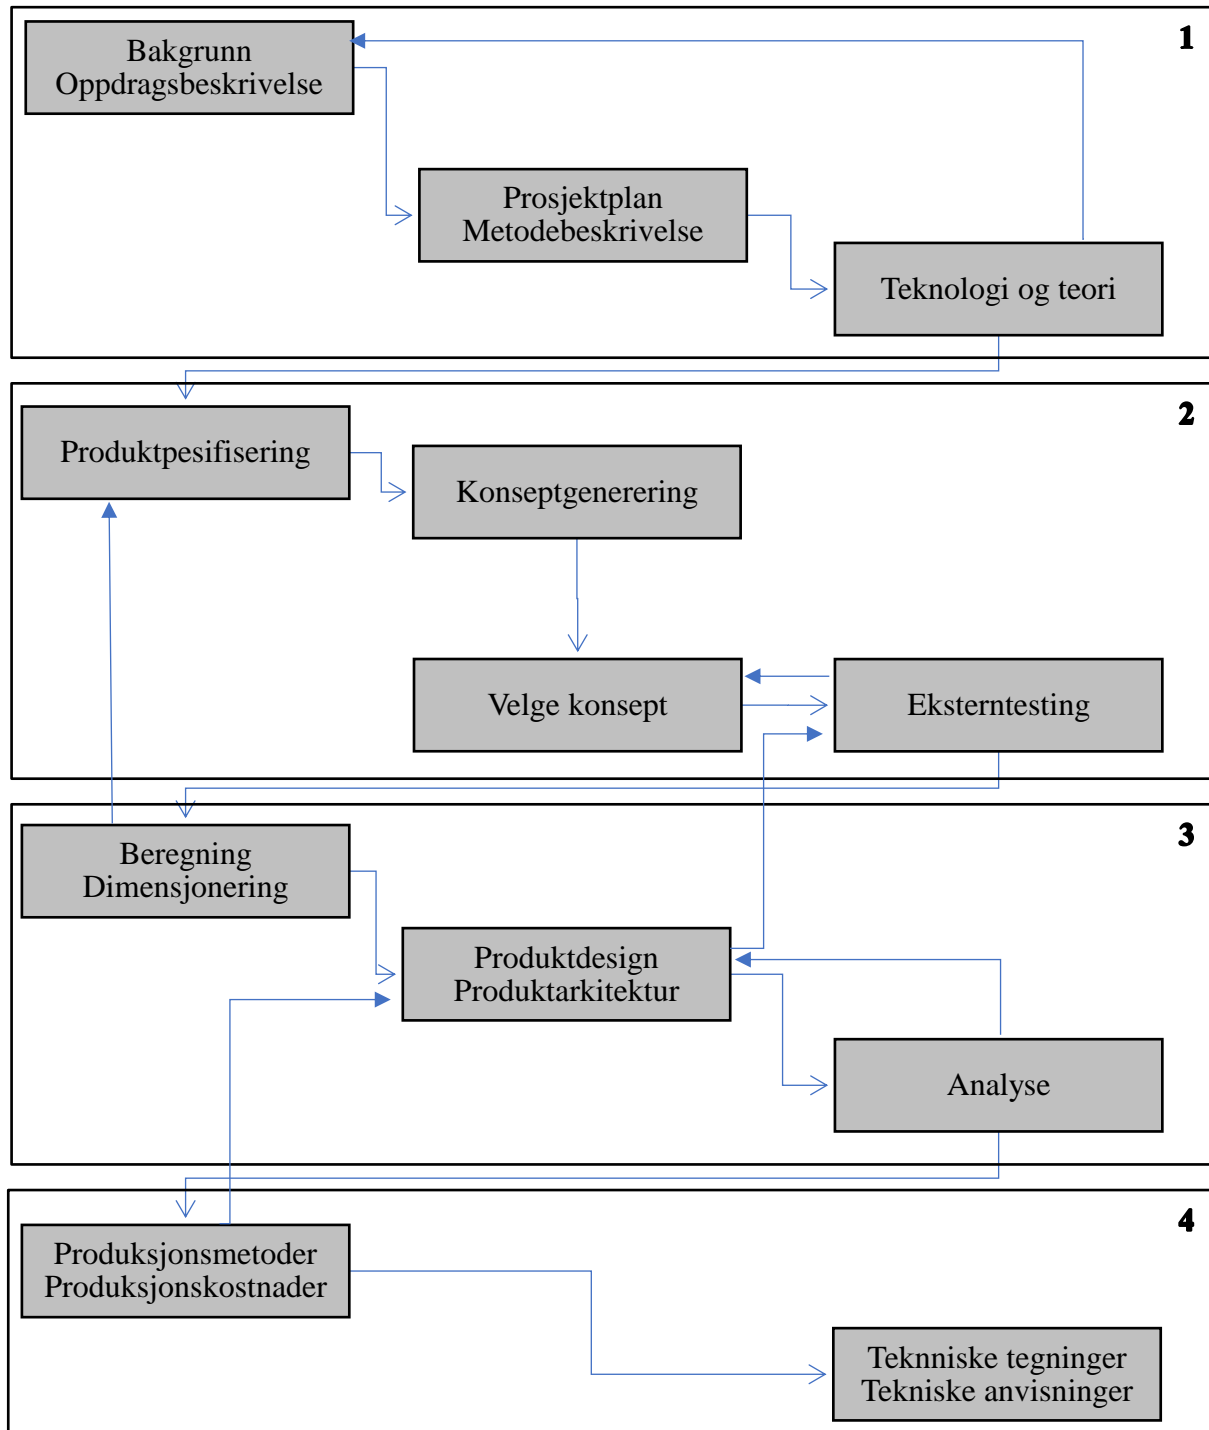 1
Bakgrunn
Oppdragsbeskrivelse
Prosjektplan
Metodebeskrivelse
Teknologi og teori
2
Produktpesifisering
Konseptgenerering
Velge konsept
Eksterntesting
3
Beregning
Dimensjonering
Produktdesign
Produktarkitektur
Analyse
4
Produksjonsmetoder
Produksjonskostnader
Teknniske tegninger
Tekniske anvisninger